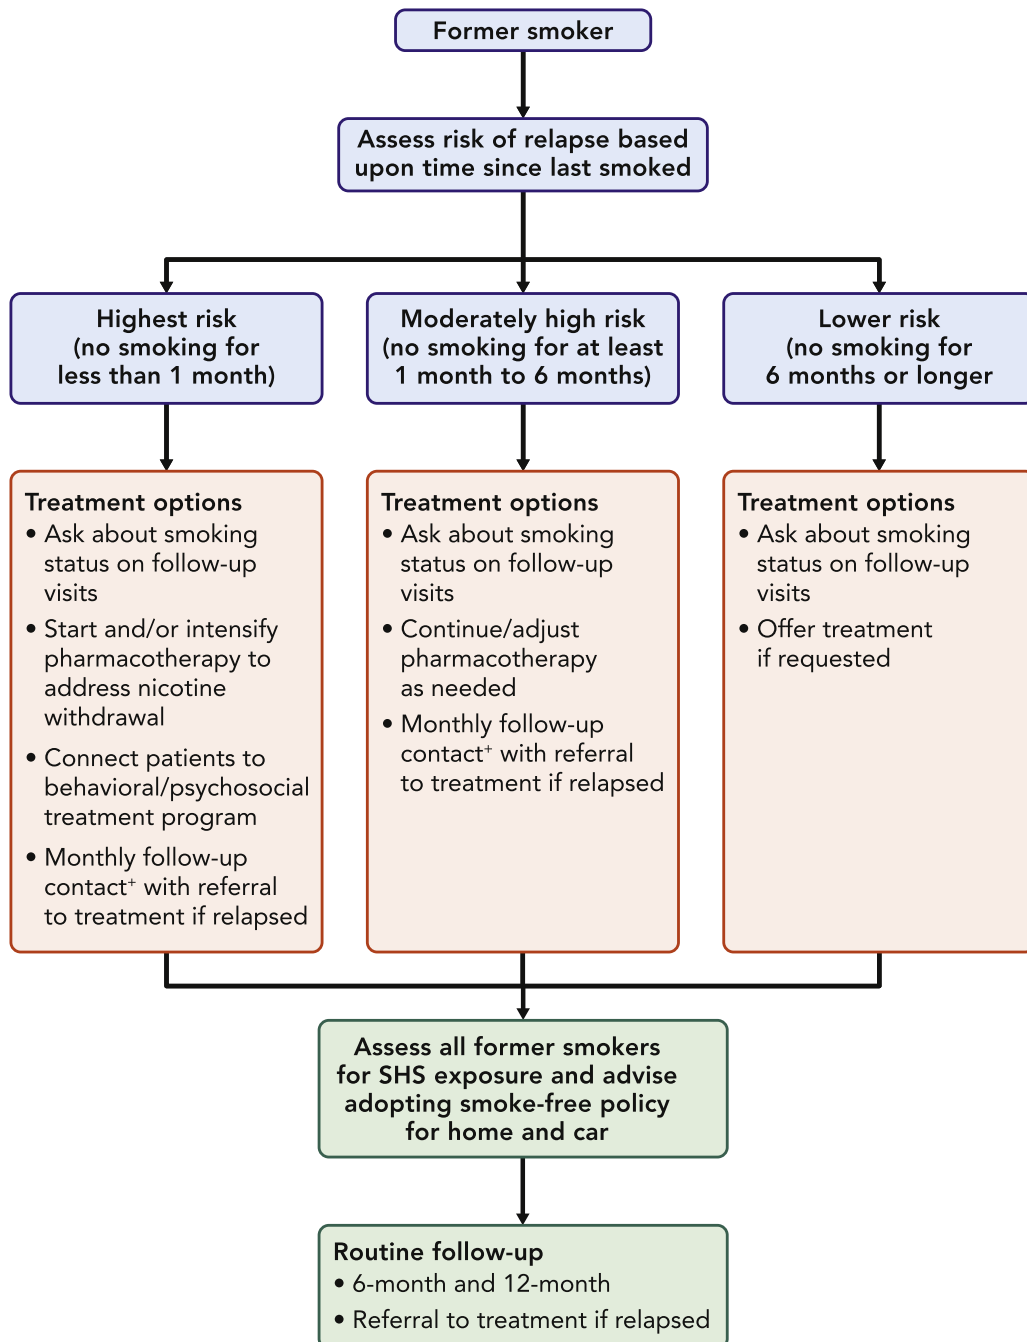 Former smoker
Assess risk of relapse based
upon time since last smoked
Highest risk
(no smoking for
less than 1 month)
Moderately high risk
(no smoking for at least
1 month to 6 months)
Lower risk
(no smoking for
6 months or longer
Treatment options
• Ask about smoking
status on follow-up
visits
• Start and/or intensify
pharmacotherapy to
address nicotine
withdrawal
• Connect patients to
behavioral/psychosocial
treatment program
• Monthly follow-up
contact⁺ with referral
to treatment if relapsed
Treatment options
• Ask about smoking
status on follow-up
visits
• Continue/adjust
pharmacotherapy
as needed
• Monthly follow-up
contact⁺ with referral
to treatment if relapsed
Treatment options
• Ask about smoking
status on follow-up
visits
• Offer treatment
if requested
Assess all former smokers
for SHS exposure and advise
adopting smoke-free policy
for home and car
Routine follow-up
• 6-month and 12-month
• Referral to treatment if relapsed